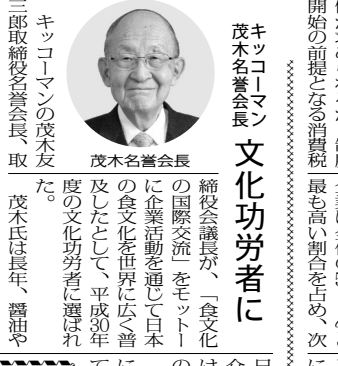 開始の前提となる消費税
最も高い割合を占め、次
キッコーマン
茂木名誉会長
文化功労者に
茂木名誉会長
キッコーマンの茂木友
三郎取締役名誉会長、取
締役会議長が、「食文化
の国際交流」をモットー
に企業活動を通じて日本
の食文化を世界に広く普
及したとして、平成30年
度の文化功労者に選ばれ
た。
茂木氏は長年、醤油や